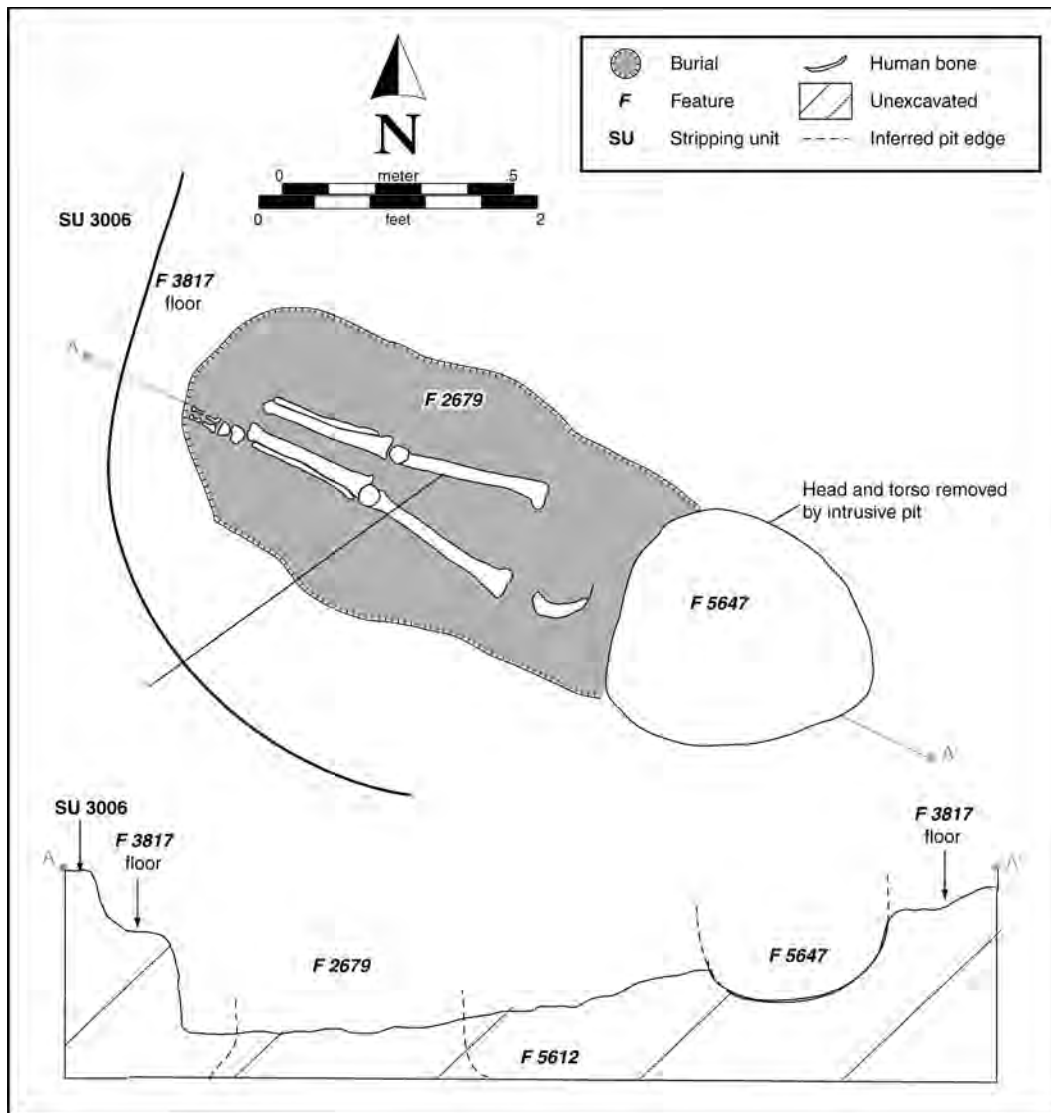 Burial
Human bone
F
Feature
Unexcavated
SU
Stripping unit
Inferred pit edge
N
0 meter .5
0 feet 2
SU 3006
F 3817
floor
A
F 2679
Head and torso removed
by intrusive pit
F 5647
A'
SU 3006
F 3817
floor
F 3817
floor
A
A'
F 2679
F 5647
F 5612